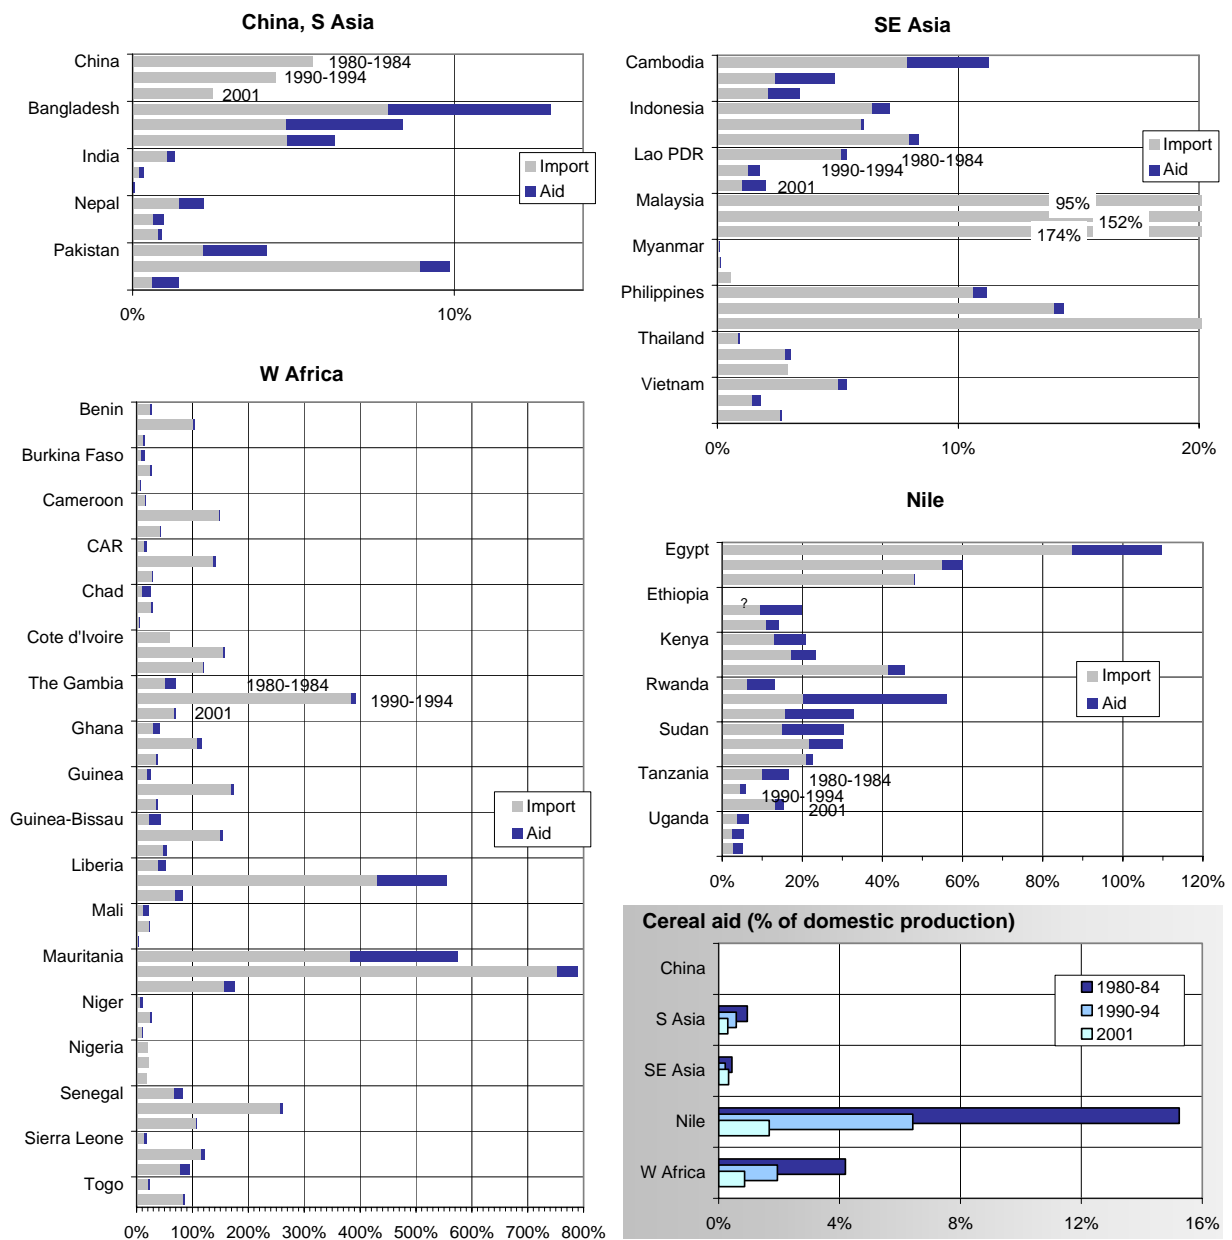 China, S Asia
China
1980-1984
1990-1994
2001
Bangladesh
India
Nepal
Pakistan
Import
Aid
0%
10%
SE Asia
Cambodia
Indonesia
Lao PDR
1980-1984
1990-1994
2001
Malaysia
95%
152%
174%
Myanmar
Philippines
Thailand
Vietnam
Import
Aid
0%
10%
20%
W Africa
Benin
Burkina Faso
Cameroon
CAR
Chad
Cote d'Ivoire
The Gambia
1980-1984
1990-1994
2001
Ghana
Guinea
Guinea-Bissau
Liberia
Mali
Mauritania
Niger
Nigeria
Senegal
Sierra Leone
Togo
Import
Aid
0%
100%
200%
300%
400%
500%
600%
700%
800%
Nile
Egypt
Ethiopia
?
Kenya
Rwanda
Sudan
Tanzania
1980-1984
1990-1994
2001
Uganda
Import
Aid
0%
20%
40%
60%
80%
100%
120%
Cereal aid (% of domestic production)
China
S Asia
SE Asia
Nile
W Africa
1980-84
1990-94
2001
0%
4%
8%
12%
16%